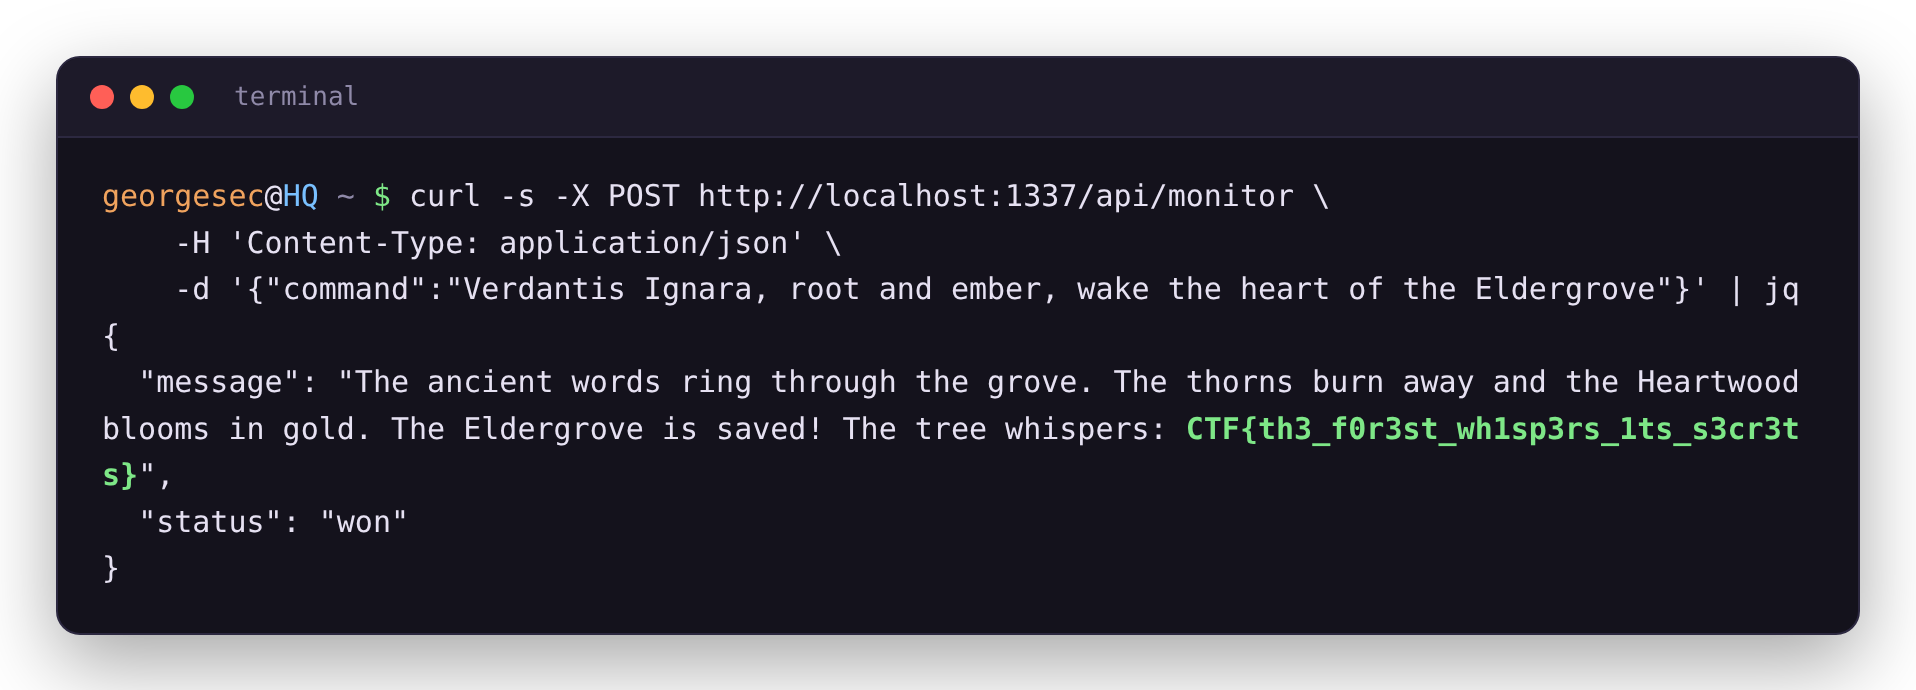 terminal
georgesec@HQ ~ $ curl -s -X POST http://localhost:1337/api/monitor \
    -H 'Content-Type: application/json' \
    -d '{"command":"Verdantis Ignara, root and ember, wake the heart of the Eldergrove"}' | jq
{
  "message": "The ancient words ring through the grove. The thorns burn away and the Heartwood
blooms in gold. The Eldergrove is saved! The tree whispers: CTF{th3_f0r3st_wh1sp3rs_1ts_s3cr3t
s}",
  "status": "won"
}